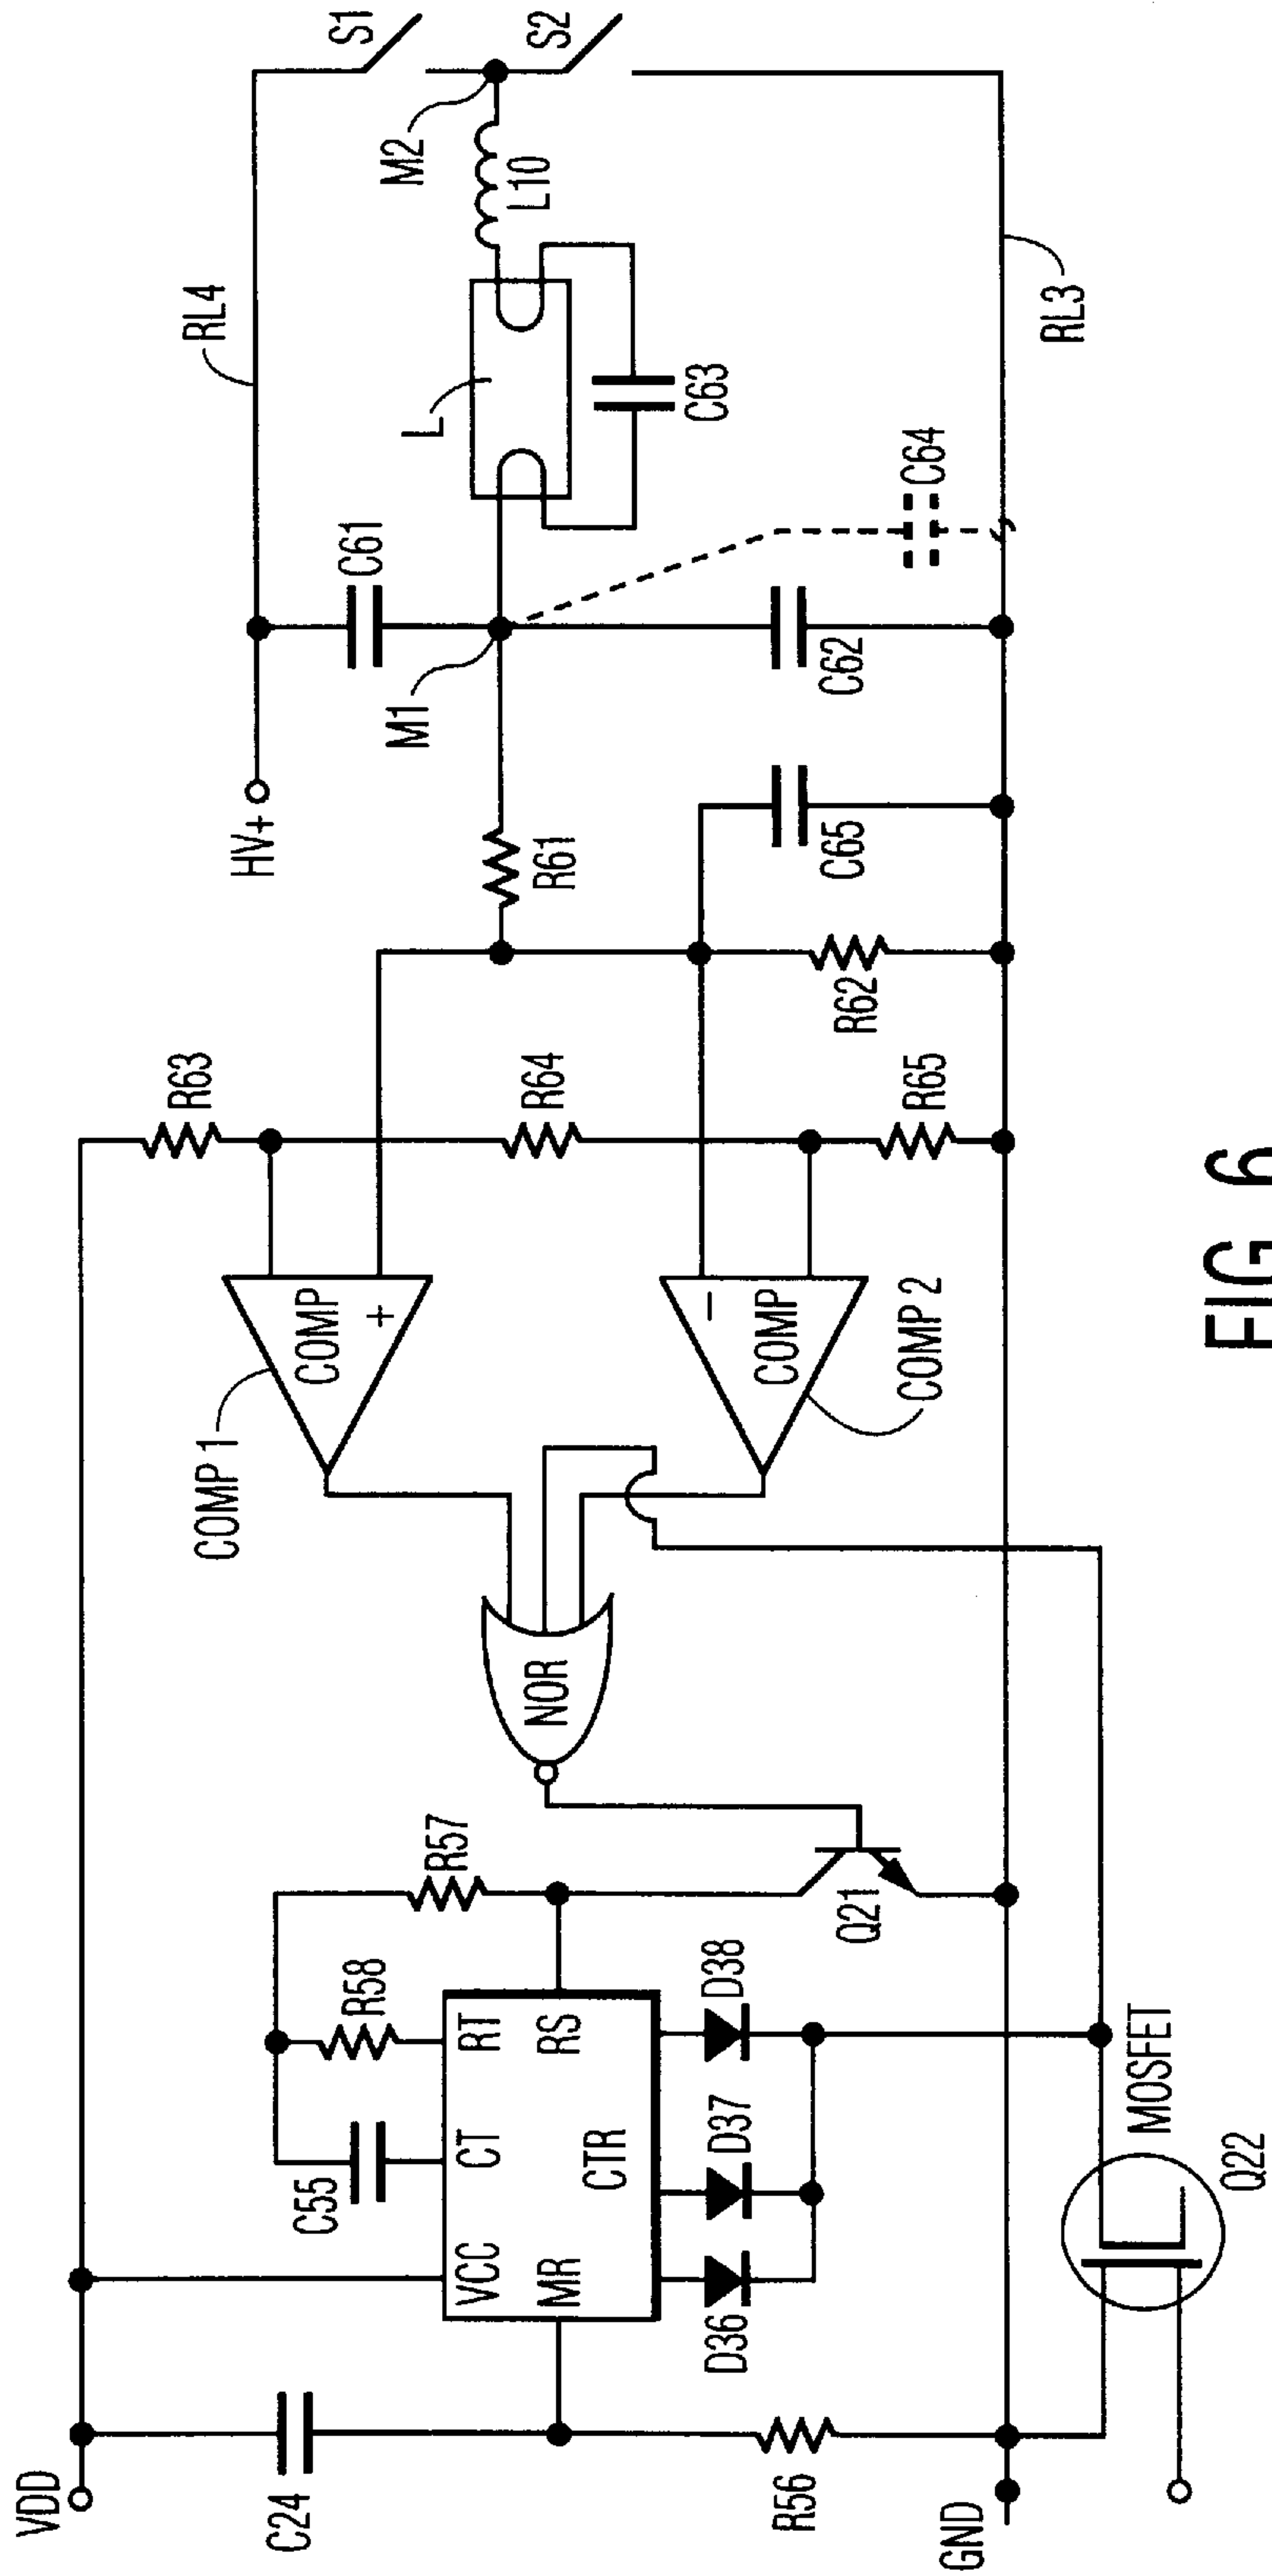 VDD
C24
R56
GND
C55
R58
R57
VCC
CT
RT
MR
CTR
RS
D36
D37
D38
Q21
MOSFET
Q22
NOR
COMP 1
COMP
+
COMP
−
COMP 2
R63
R64
R65
R62
R61
C65
HV+
M1
C61
C62
C64
RL4
L
C63
L10
M2
S1
S2
RL3
FIG. 6